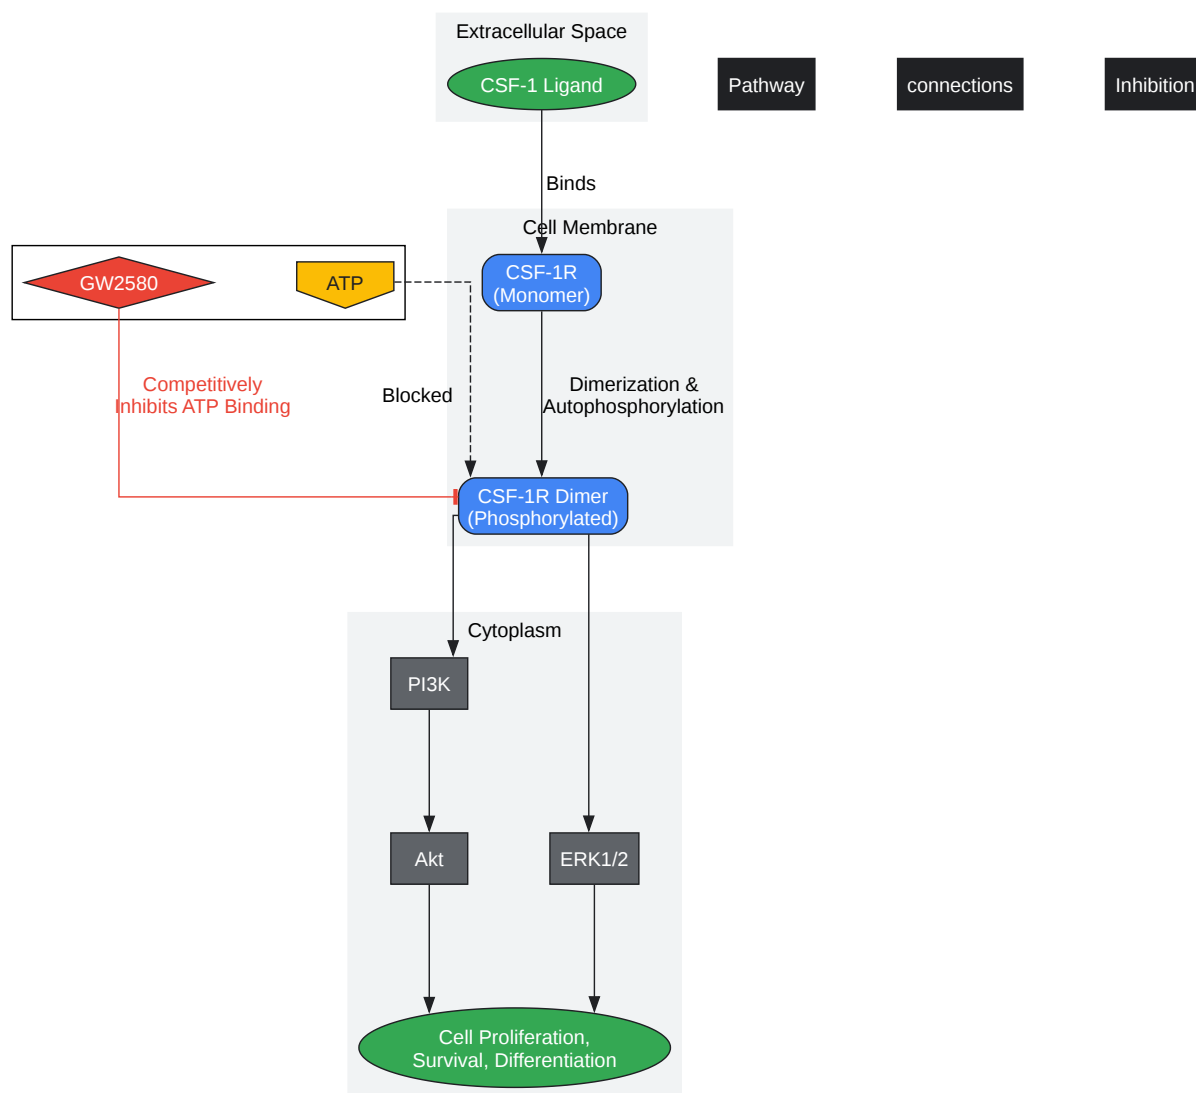 Extracellular Space
CSF-1 Ligand
Pathway
connections
Inhibition
Binds
Cell Membrane
GW2580
ATP
CSF-1R
(Monomer)
Competitively
Inhibits ATP Binding
Blocked
Dimerization &
Autophosphorylation
CSF-1R Dimer
(Phosphorylated)
Cytoplasm
PI3K
Akt
ERK1/2
Cell Proliferation,
Survival, Differentiation